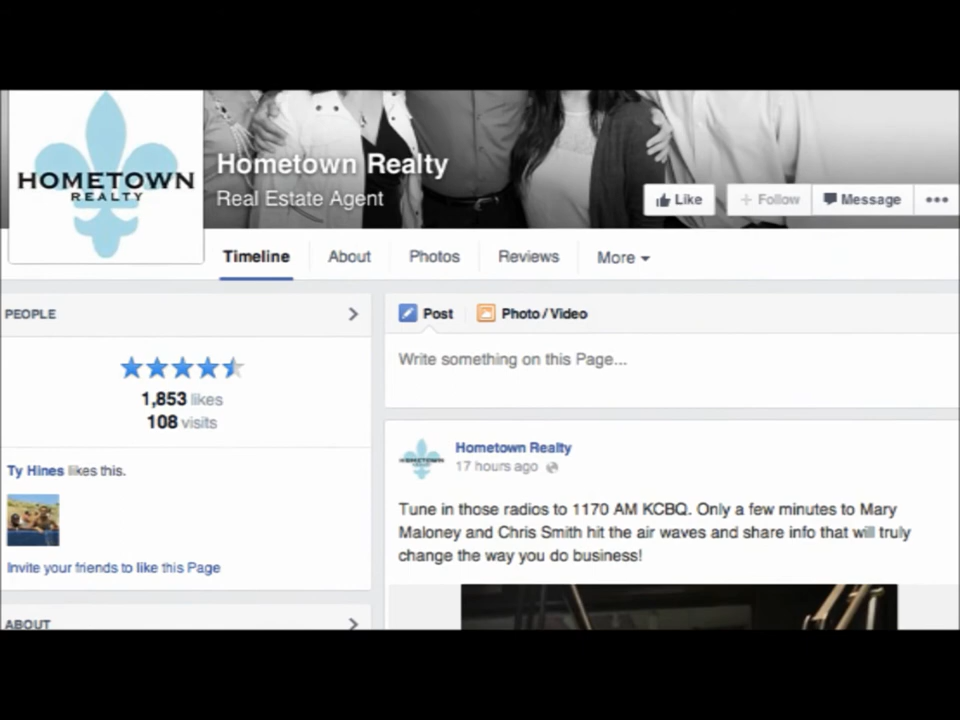 HOMETOWN
REALTY
Hometown Realty
Real Estate Agent
Like
+ Follow
Message
Timeline
About
Photos
Reviews
More
PEOPLE
1,853 likes
108 visits
Ty Hines likes this.
Invite your friends to like this Page
ABOUT
Post
Photo / Video
Write something on this Page...
HOMETOWN
Hometown Realty
17 hours ago
Tune in those radios to 1170 AM KCBQ. Only a few minutes to Mary
Maloney and Chris Smith hit the air waves and share info that will truly
change the way you do business!